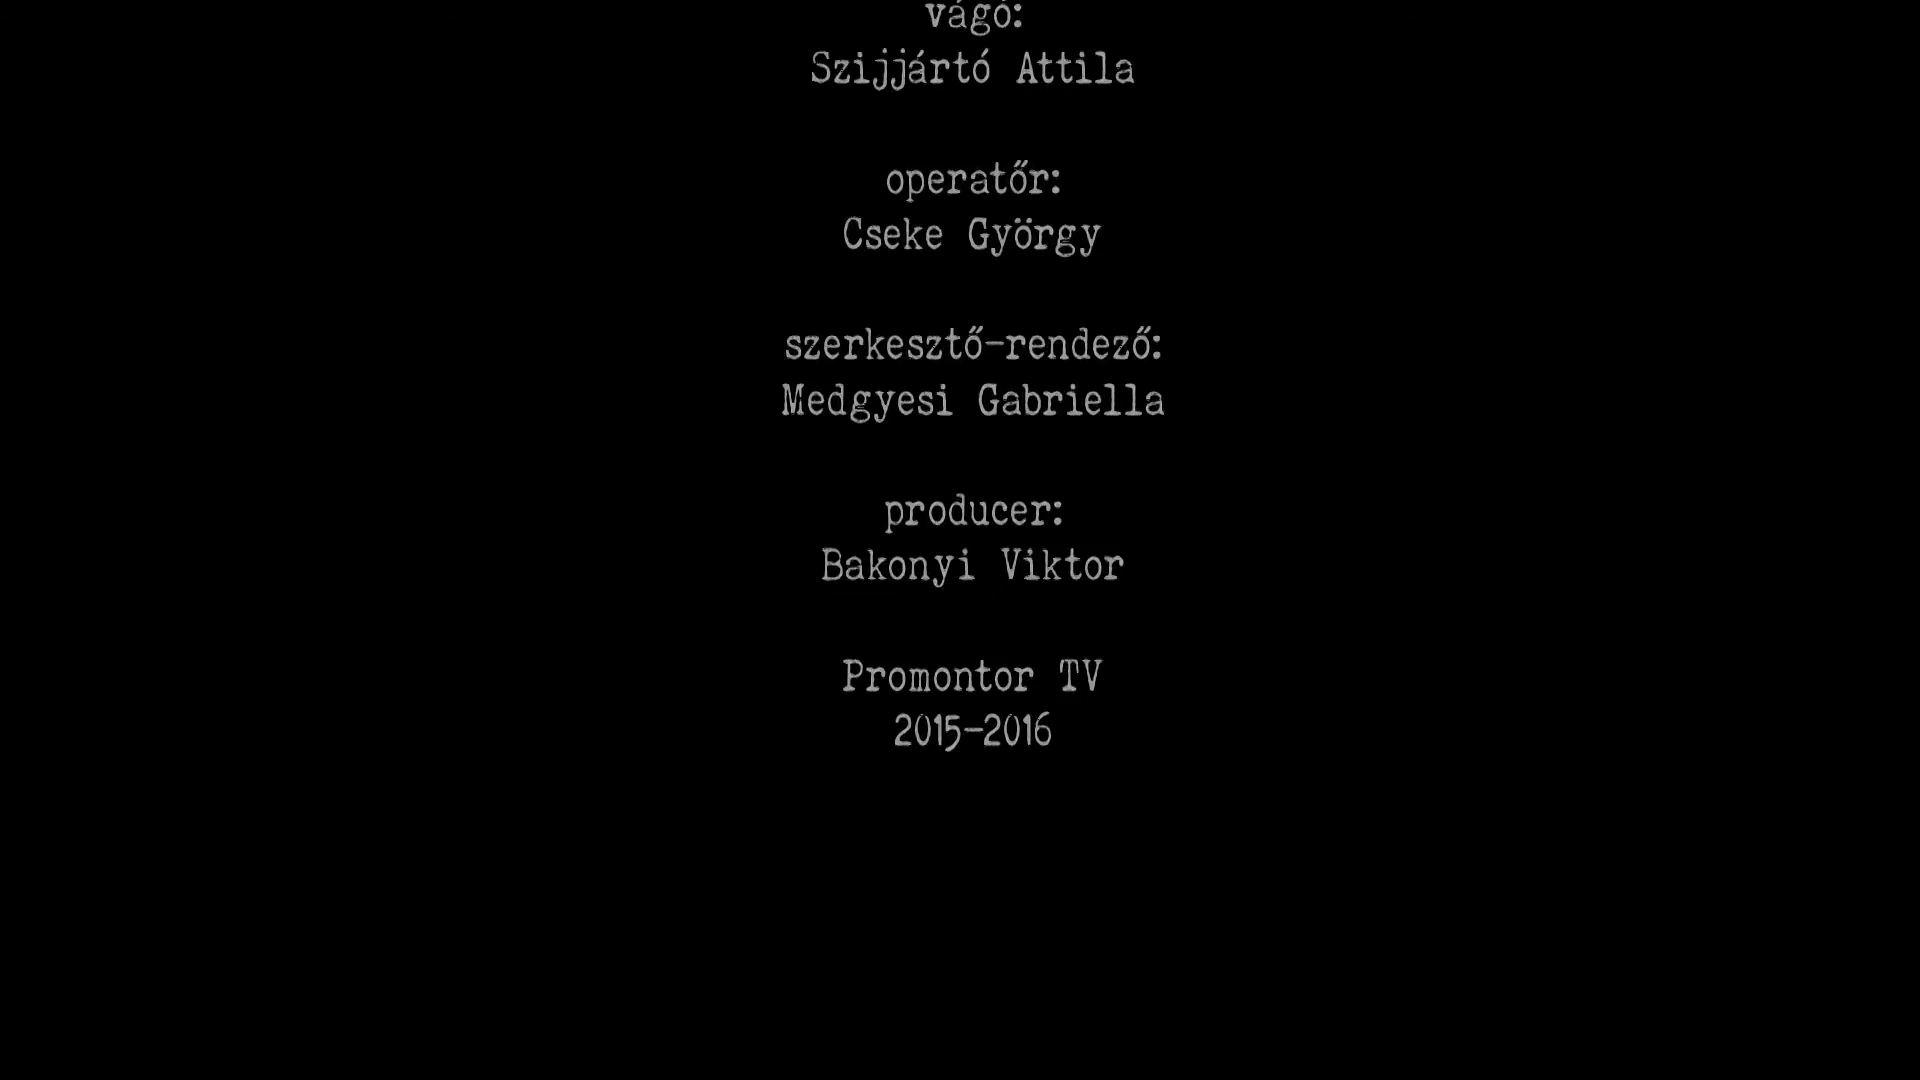 vágó:
Szijjártó Attila
operatőr:
Cseke György
szerkesztő-rendező:
Medgyesi Gabriella
producer:
Bakonyi Viktor
Promontor TV
2015-2016